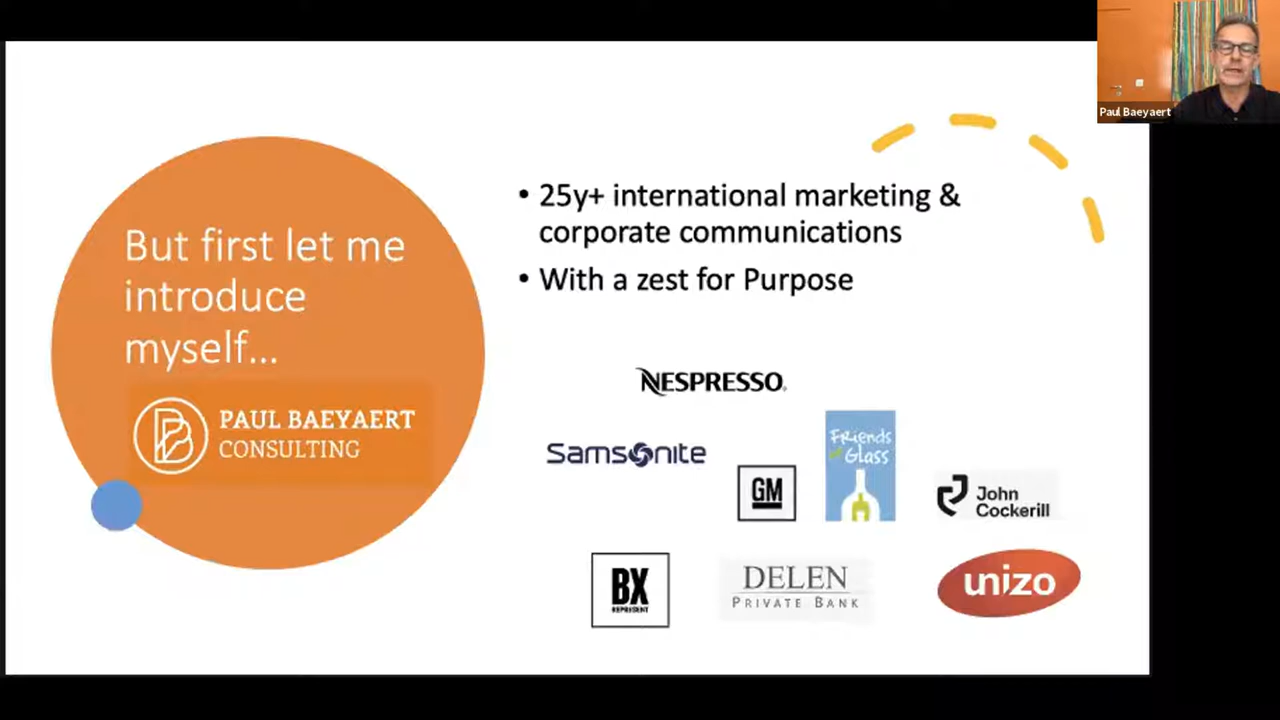 Paul Baeyaert
But first let me
introduce
myself...
PAUL BAEYAERT
CONSULTING
• 25y+ international marketing &
corporate communications
• With a zest for Purpose
NESPRESSO.
Samsonite
GM
Friends
of Glass
John
Cockerill
BX
REPRESENT
DELEN
PRIVATE BANK
unizo